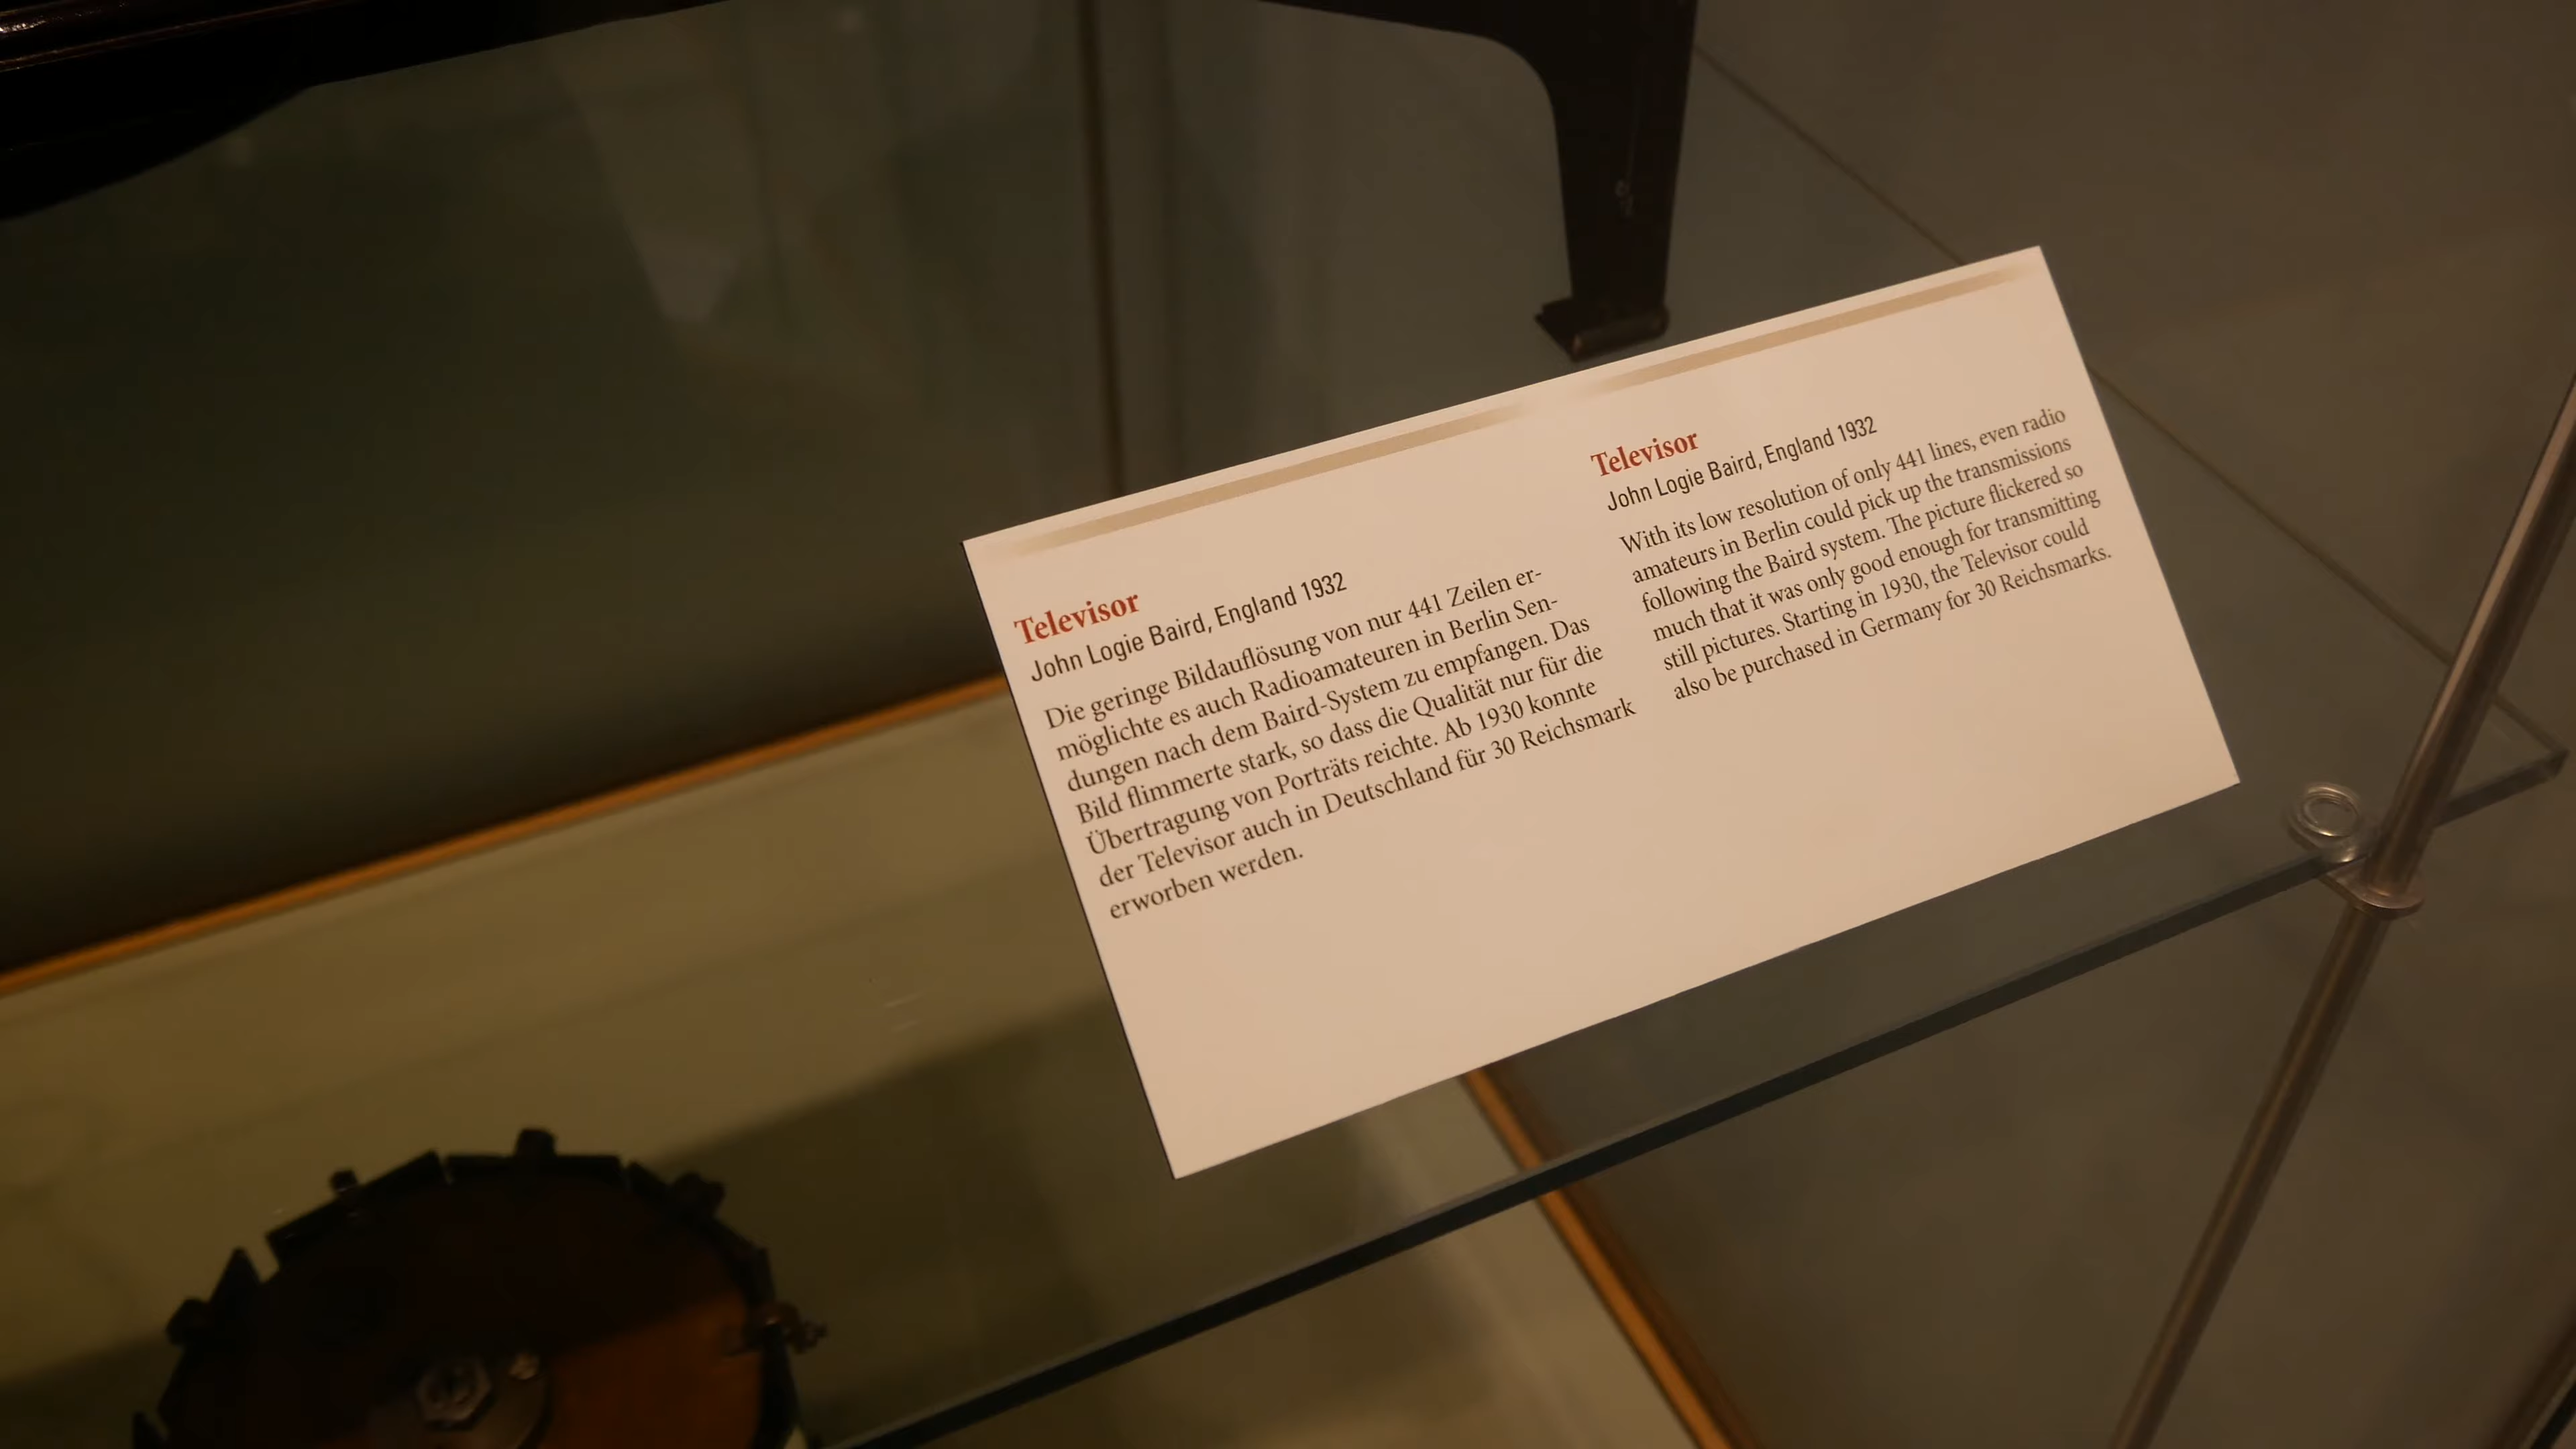 Televisor
John Logie Baird, England 1932
Die geringe Bildauflösung von nur 441 Zeilen er-
möglichte es auch Radioamateuren in Berlin Sen-
dungen nach dem Baird-System zu empfangen. Das
Bild flimmerte stark, so dass die Qualität nur für die
Übertragung von Porträts reichte. Ab 1930 konnte
der Televisor auch in Deutschland für 30 Reichsmark
erworben werden.
Televisor
John Logie Baird, England 1932
With its low resolution of only 441 lines, even radio
amateurs in Berlin could pick up the transmissions
following the Baird system. The picture flickered so
much that it was only good enough for transmitting
still pictures. Starting in 1930, the Televisor could
also be purchased in Germany for 30 Reichsmarks.